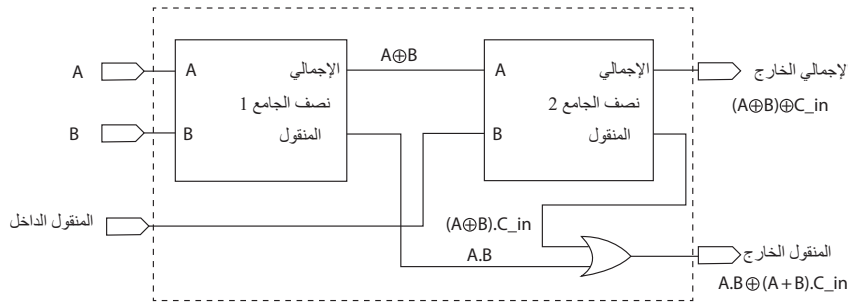 A⊕B
A
A
الإجمالي
A
الإجمالي
لإجمالي الخارج
نصف الجامع 1
نصف الجامع 2
(A⊕B)⊕C_in
B
B
المنقول
B
المنقول
المنقول الداخل
(A⊕B).C_in
A.B
المنقول الخارج
A.B⊕(A+B).C_in